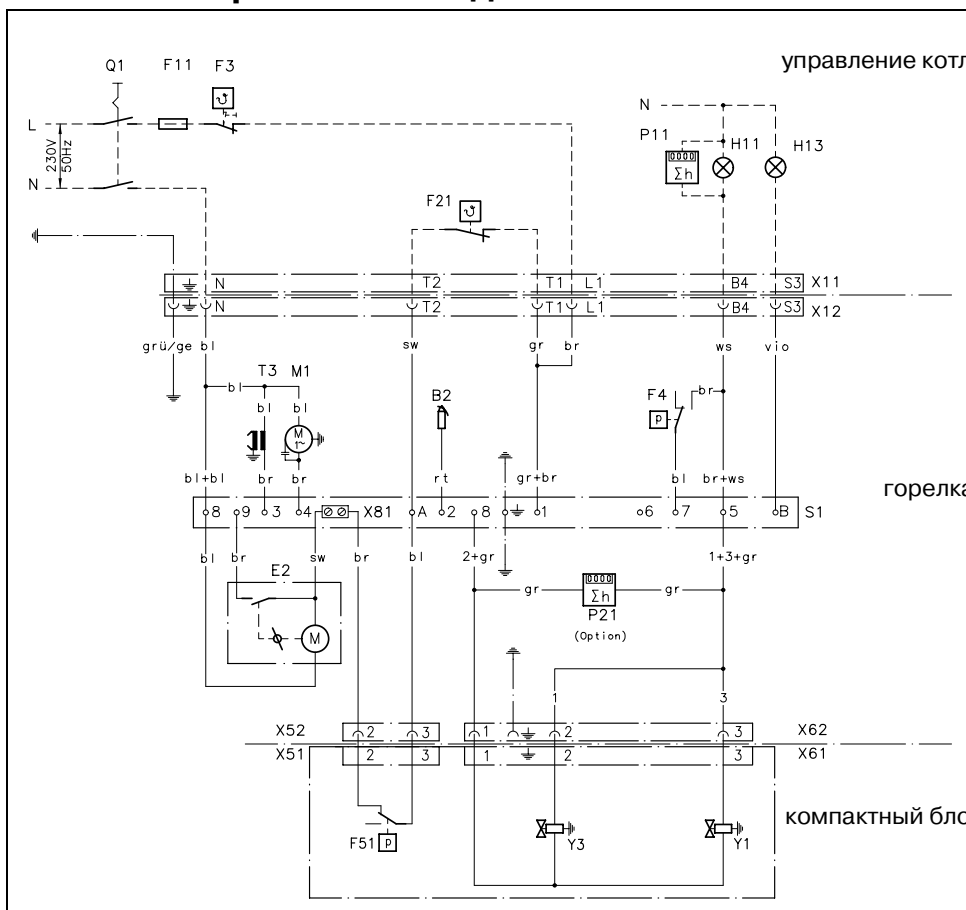 управление котл
Q1 F11 F3
ϑ
L
230V
50Hz
N
N
P11 H11 H13
0000
Σh
F21
ϑ
N T2 T1 L1 B4 S3 X11
N T2 T1 L1 B4 S3 X12
grü/ge bl sw gr br ws vio
T3 M1
bl
bl bl
M
1~
B2
F4
br
P
bl+bl br br rt gr+br bl br+ws
горелка
8 9 3 4 X81 A 2 8 1 6 7 5 B S1
bl br sw br bl 2+gr 1+3+gr
E2
M
gr 0000 gr
Σh
P21
(Option)
1 3
X52 2 3 1 2 3 X62
X51 2 3 1 2 3 X61
компактный бло
F51 P Y3 Y1